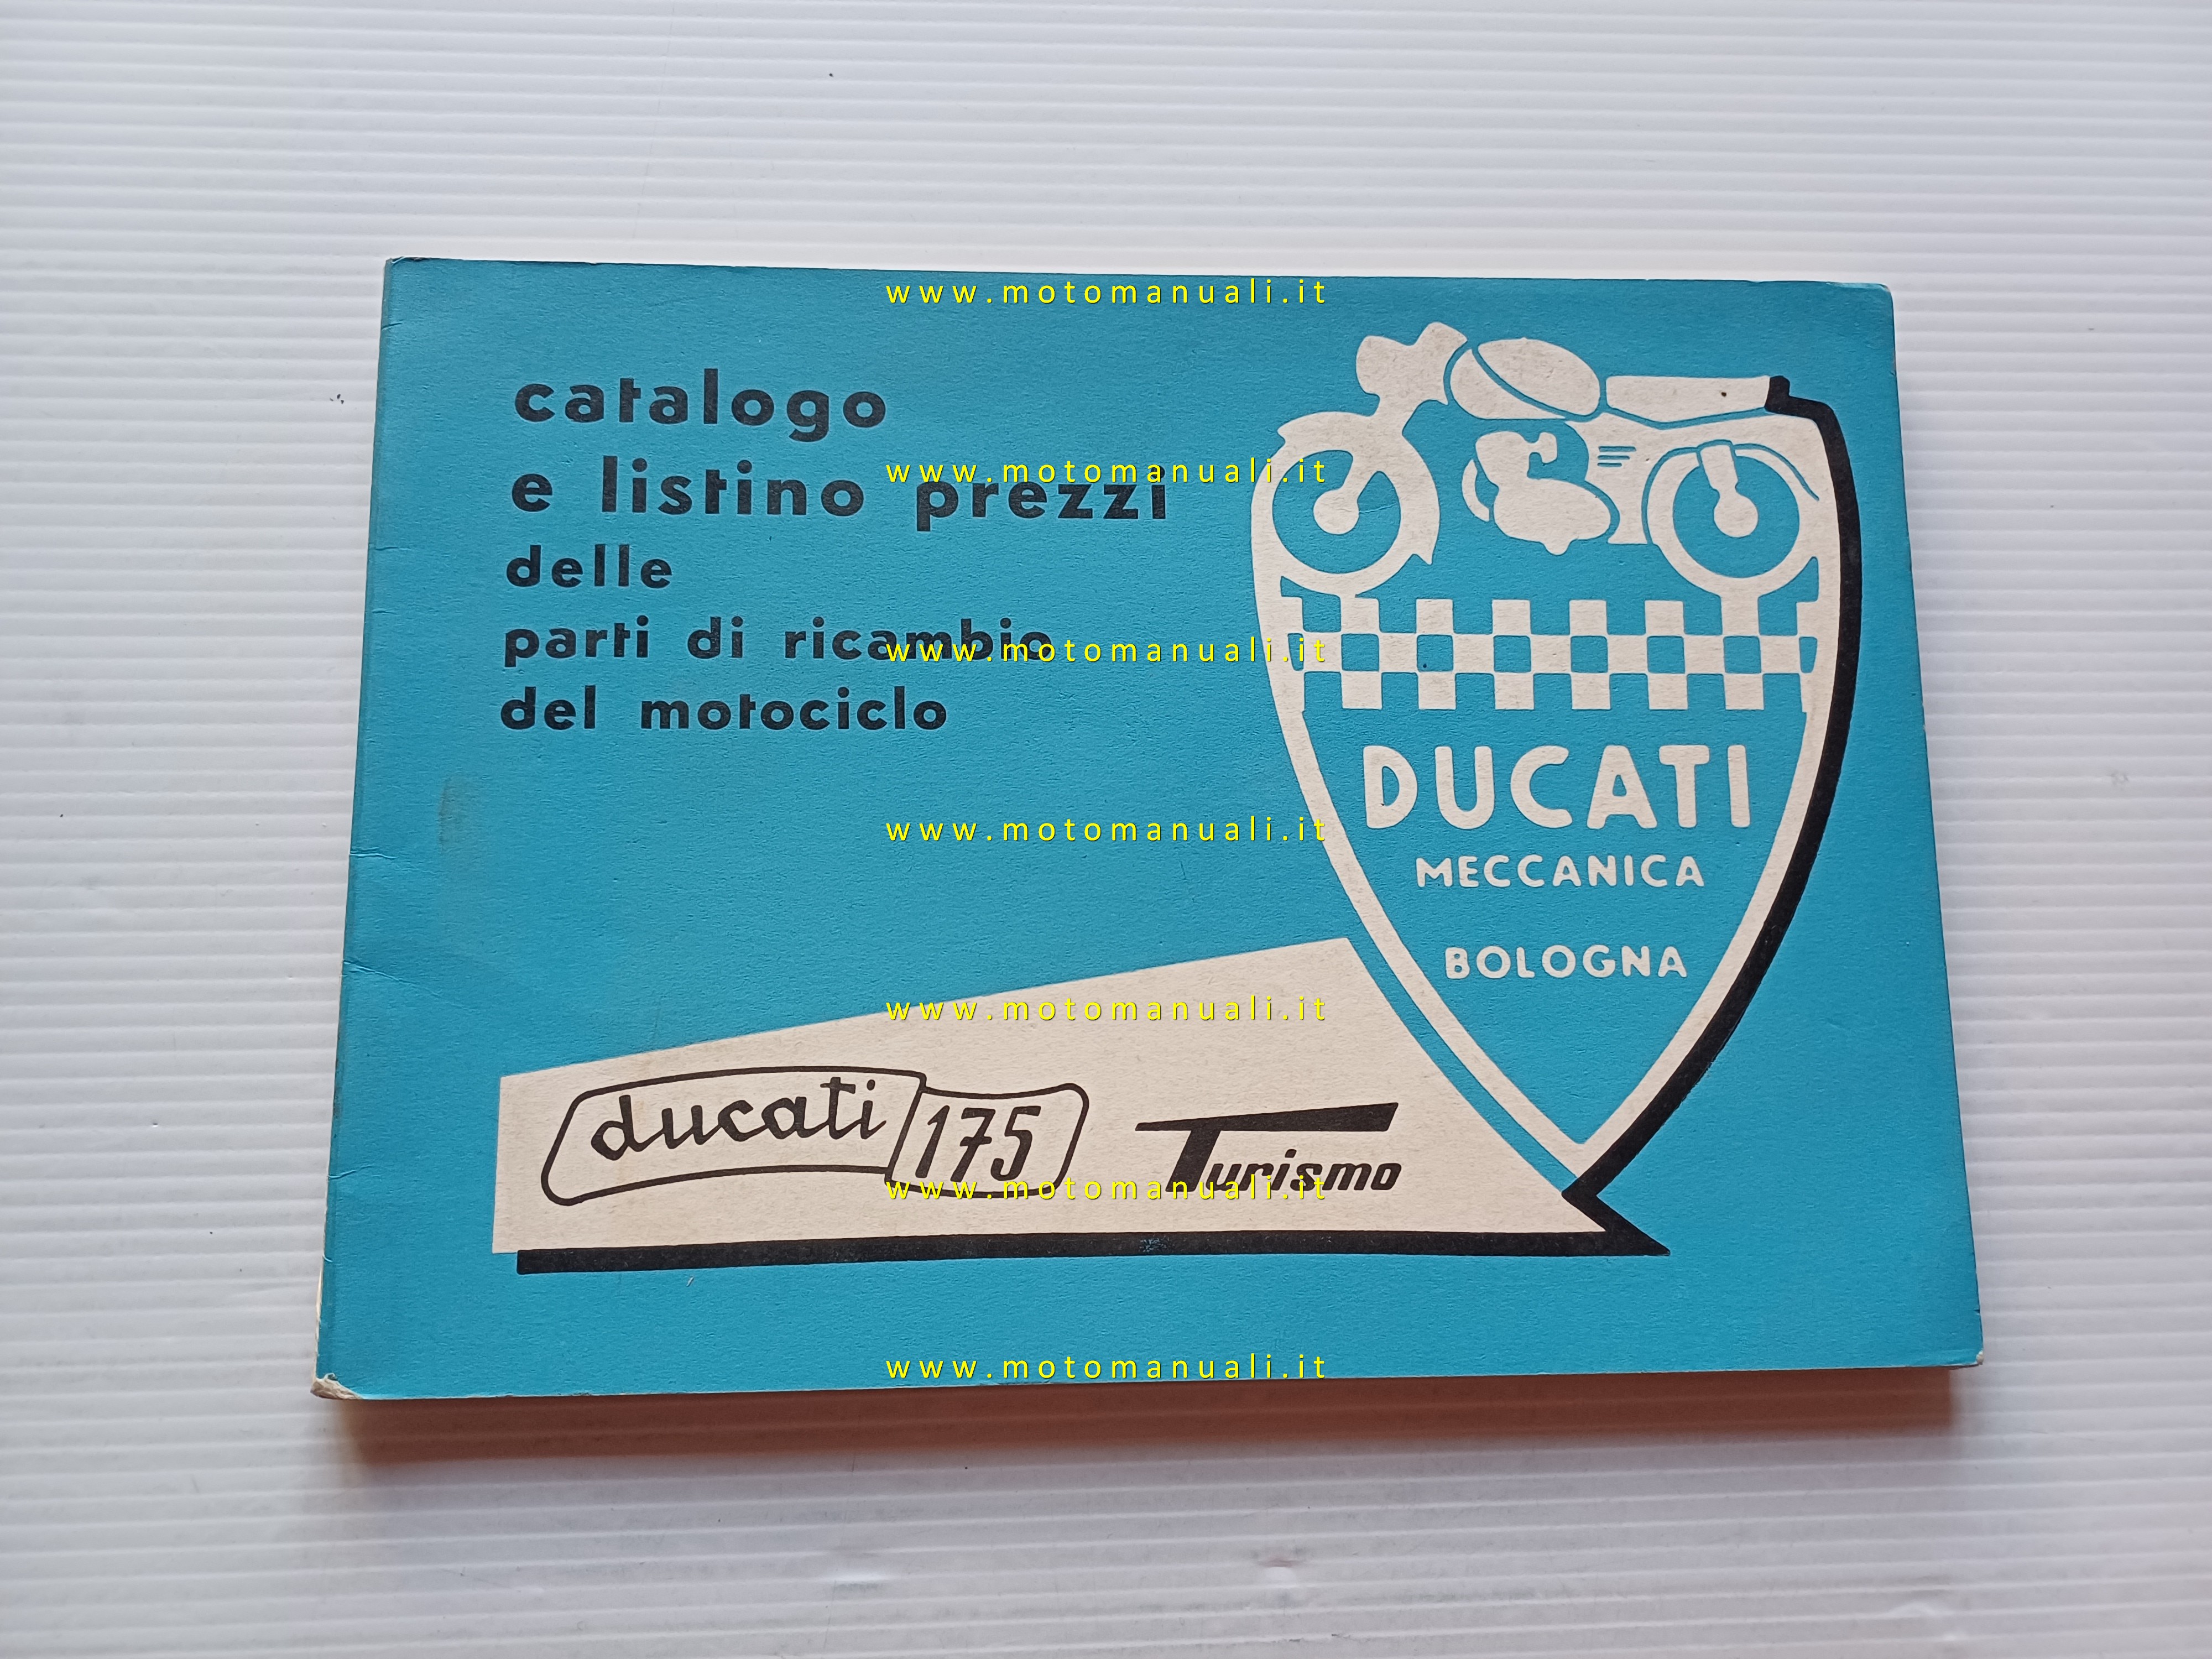 www.motomanuali.it
catalogo
e listino prezzi
www.motomanuali.it
delle
parti di ricambio
www.motomanuali.it
del motociclo
DUCATI
www.motomanuali.it
MECCANICA
BOLOGNA
www.motomanuali.it
ducati 175 Turismo
www.motomanuali.it
www.motomanuali.it